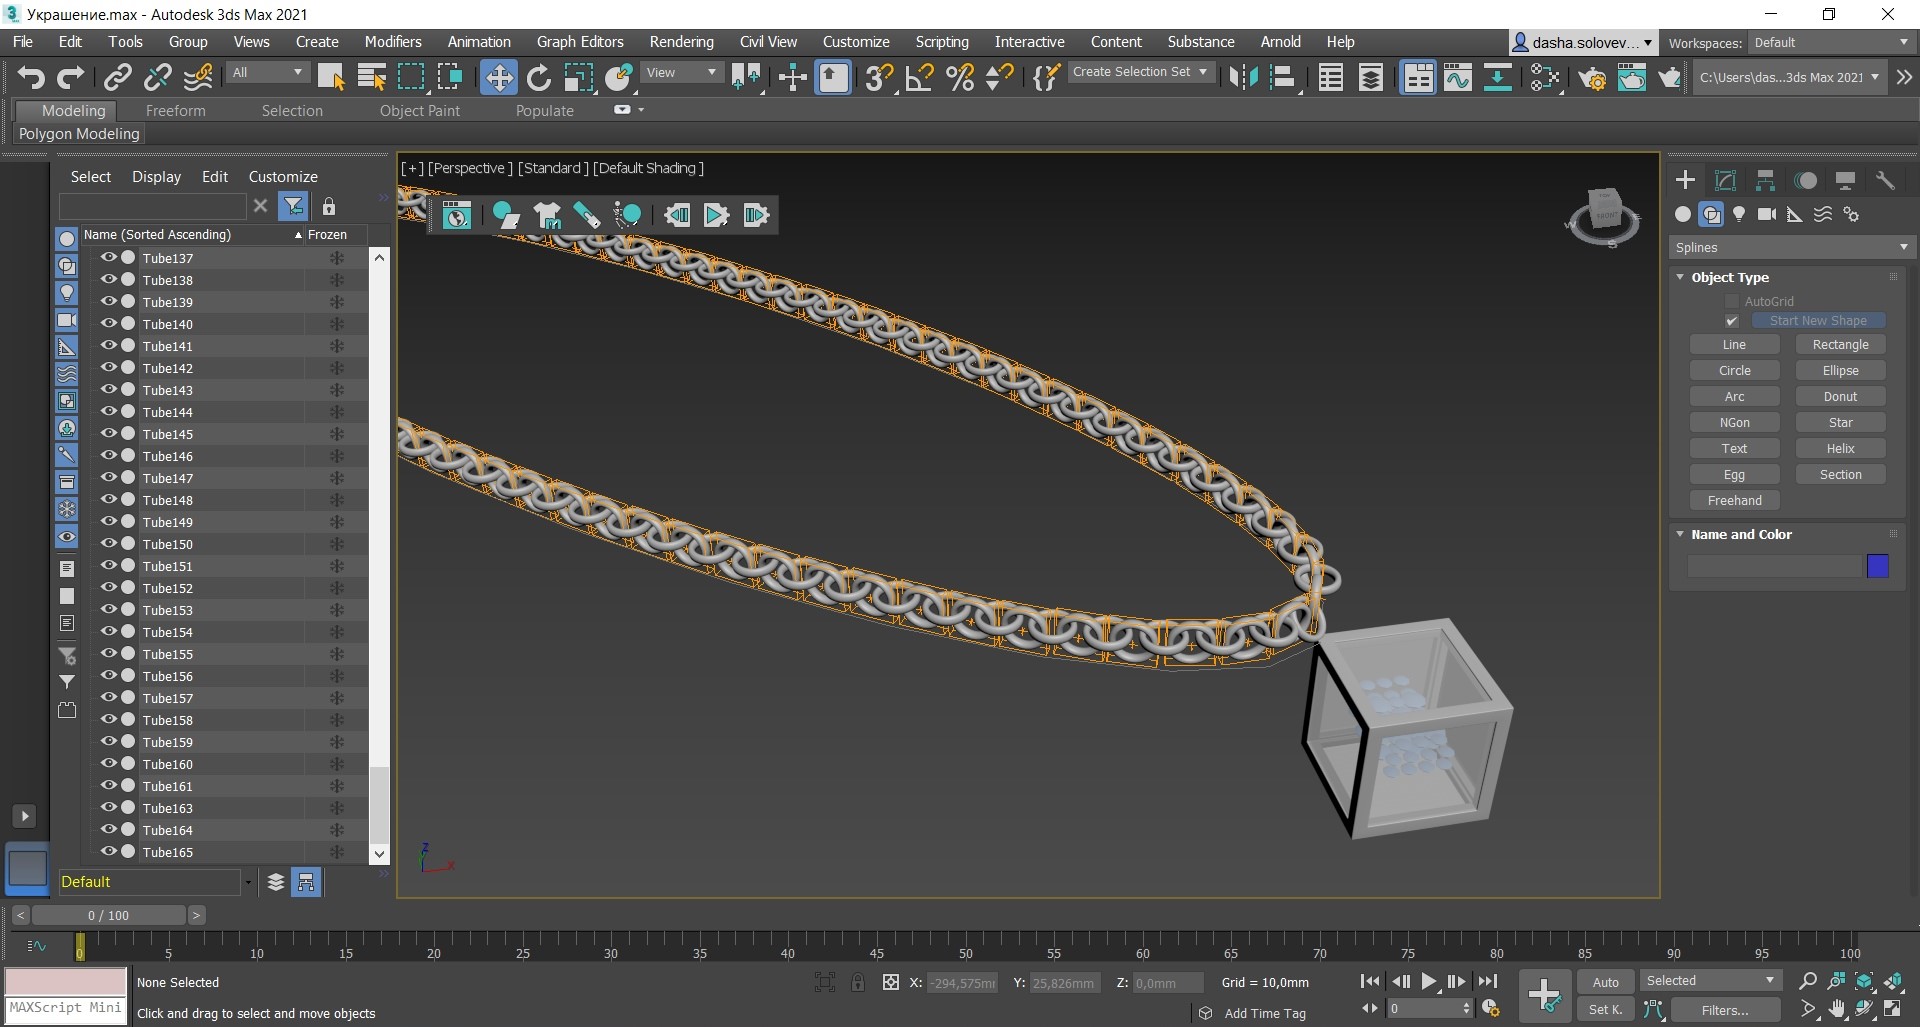 Украшение.max - Autodesk 3ds Max 2021
File Edit Tools Group Views Create Modifiers Animation Graph Editors Rendering Civil View Customize Scripting Interactive Content Substance Arnold Help
dasha.solovev... Workspaces: Default
All View Create Selection Set C:\Users\das...3ds Max 2021
Modeling Freeform Selection Object Paint Populate
Polygon Modeling
Select Display Edit Customize
Name (Sorted Ascending) Frozen
Tube137
Tube138
Tube139
Tube140
Tube141
Tube142
Tube143
Tube144
Tube145
Tube146
Tube147
Tube148
Tube149
Tube150
Tube151
Tube152
Tube153
Tube154
Tube155
Tube156
Tube157
Tube158
Tube159
Tube160
Tube161
Tube163
Tube164
Tube165
Default
[+] [Perspective ] [Standard ] [Default Shading ]
Splines
Object Type
AutoGrid
Start New Shape
Line Rectangle
Circle Ellipse
Arc Donut
NGon Star
Text Helix
Egg Section
Freehand
Name and Color
< 0 / 100 >
0 5 10 15 20 25 30 35 40 45 50 55 60 65 70 75 80 85 90 95 100
None Selected
X: -294,575m Y: 25,826mm Z: 0,0mm Grid = 10,0mm
Auto Selected
MAXScript Mini
Click and drag to select and move objects
Add Time Tag
0
Set K. Filters...